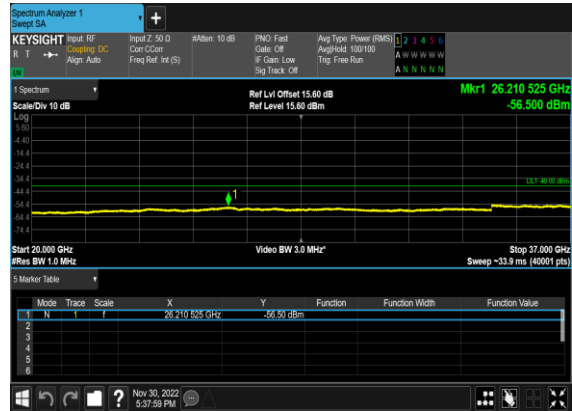 Spectrum Analyzer 1
Swept SA
+
KEYSIGHT Input: RF Input Z: 50 Ω #Atten: 10 dB PNO: Fast Avg Type: Power (RMS) 1 2 3 4 5 6
R T Coupling: DC Corr CCorr Gate: Off Avg|Hold: 100/100 A W W W W W
Align: Auto Freq Ref: Int (S) IF Gain: Low Trig: Free Run
Sig Track: Off A N N N N N
1 Spectrum Ref Lvl Offset 15.60 dB Mkr1 26.210 525 GHz
Scale/Div 10 dB Ref Level 15.60 dBm -56.500 dBm
Log
5.60
-4.40
-14.4
-24.4
-34.4
DL1 -40.00 dBm
-44.4
1
-54.4
-64.4
-74.4
Start 20.000 GHz Video BW 3.0 MHz* Stop 37.000 GHz
#Res BW 1.0 MHz Sweep ~33.9 ms (40001 pts)
5 Marker Table
Mode Trace Scale X Y Function Function Width Function Value
1 N 1 f 26.210 525 GHz -56.50 dBm
2
3
4
5
6
? Nov 30, 2022
5:37:59 PM